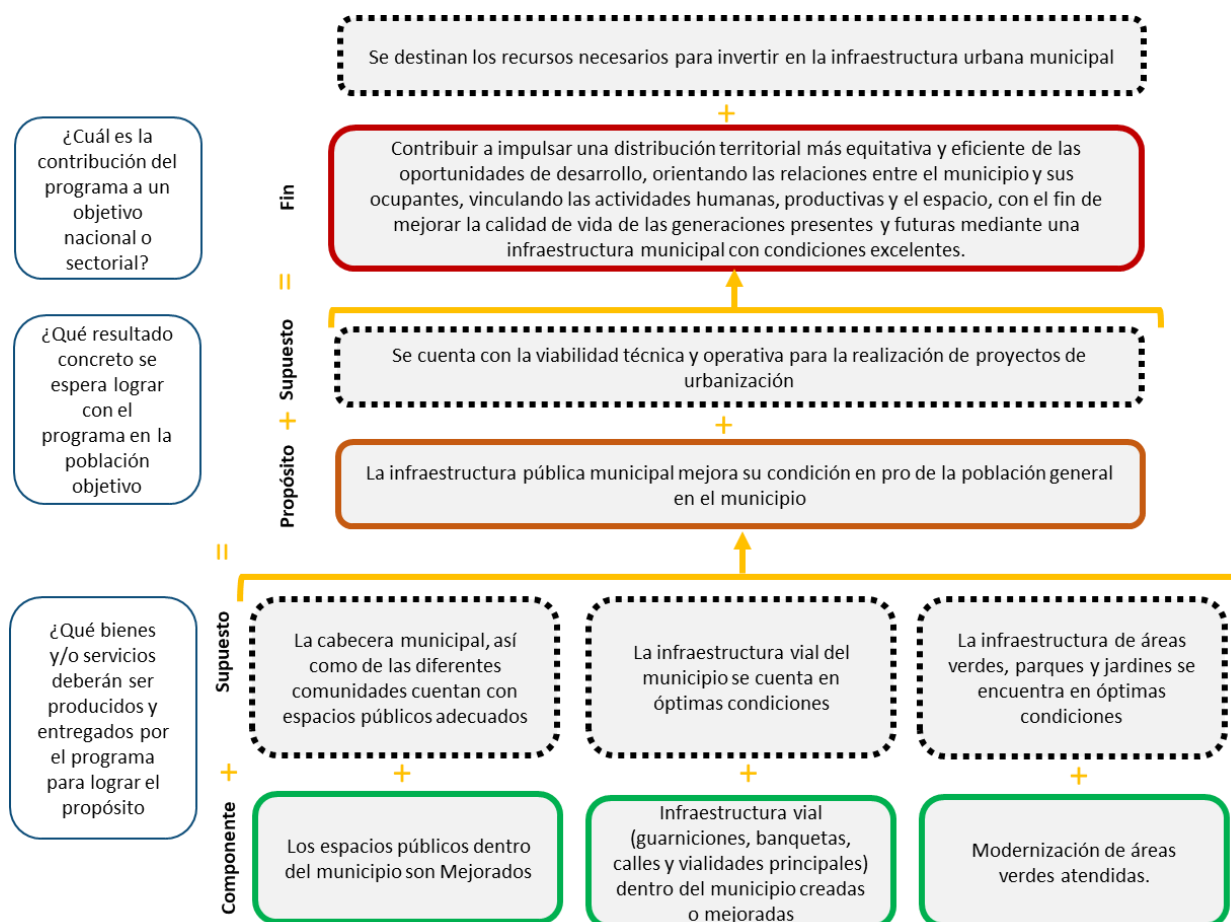 Se destinan los recursos necesarios para invertir en la infraestructura urbana municipal
+
¿Cuál es la
contribución del
programa a un
objetivo
nacional o
sectorial?
Fin
Contribuir a impulsar una distribución territorial más equitativa y eficiente de las
oportunidades de desarrollo, orientando las relaciones entre el municipio y sus
ocupantes, vinculando las actividades humanas, productivas y el espacio, con el fin de
mejorar la calidad de vida de las generaciones presentes y futuras mediante una
infraestructura municipal con condiciones excelentes.
=
¿Qué resultado
concreto se
espera lograr
con el
programa en la
población
objetivo
Supuesto
Se cuenta con la viabilidad técnica y operativa para la realización de proyectos de
urbanización
+
+
Propósito
La infraestructura pública municipal mejora su condición en pro de la población general
en el municipio
=
¿Qué bienes
y/o servicios
deberán ser
producidos y
entregados por
el programa
para lograr el
propósito
Supuesto
La cabecera municipal, así
como de las diferentes
comunidades cuentan con
espacios públicos adecuados
La infraestructura vial del
municipio se cuenta en
óptimas condiciones
La infraestructura de áreas
verdes, parques y jardines se
encuentra en óptimas
condiciones
+
+
+
+
Componente
Los espacios públicos dentro
del municipio son Mejorados
Infraestructura vial
(guarniciones, banquetas,
calles y vialidades principales)
dentro del municipio creadas
o mejoradas
Modernización de áreas
verdes atendidas.